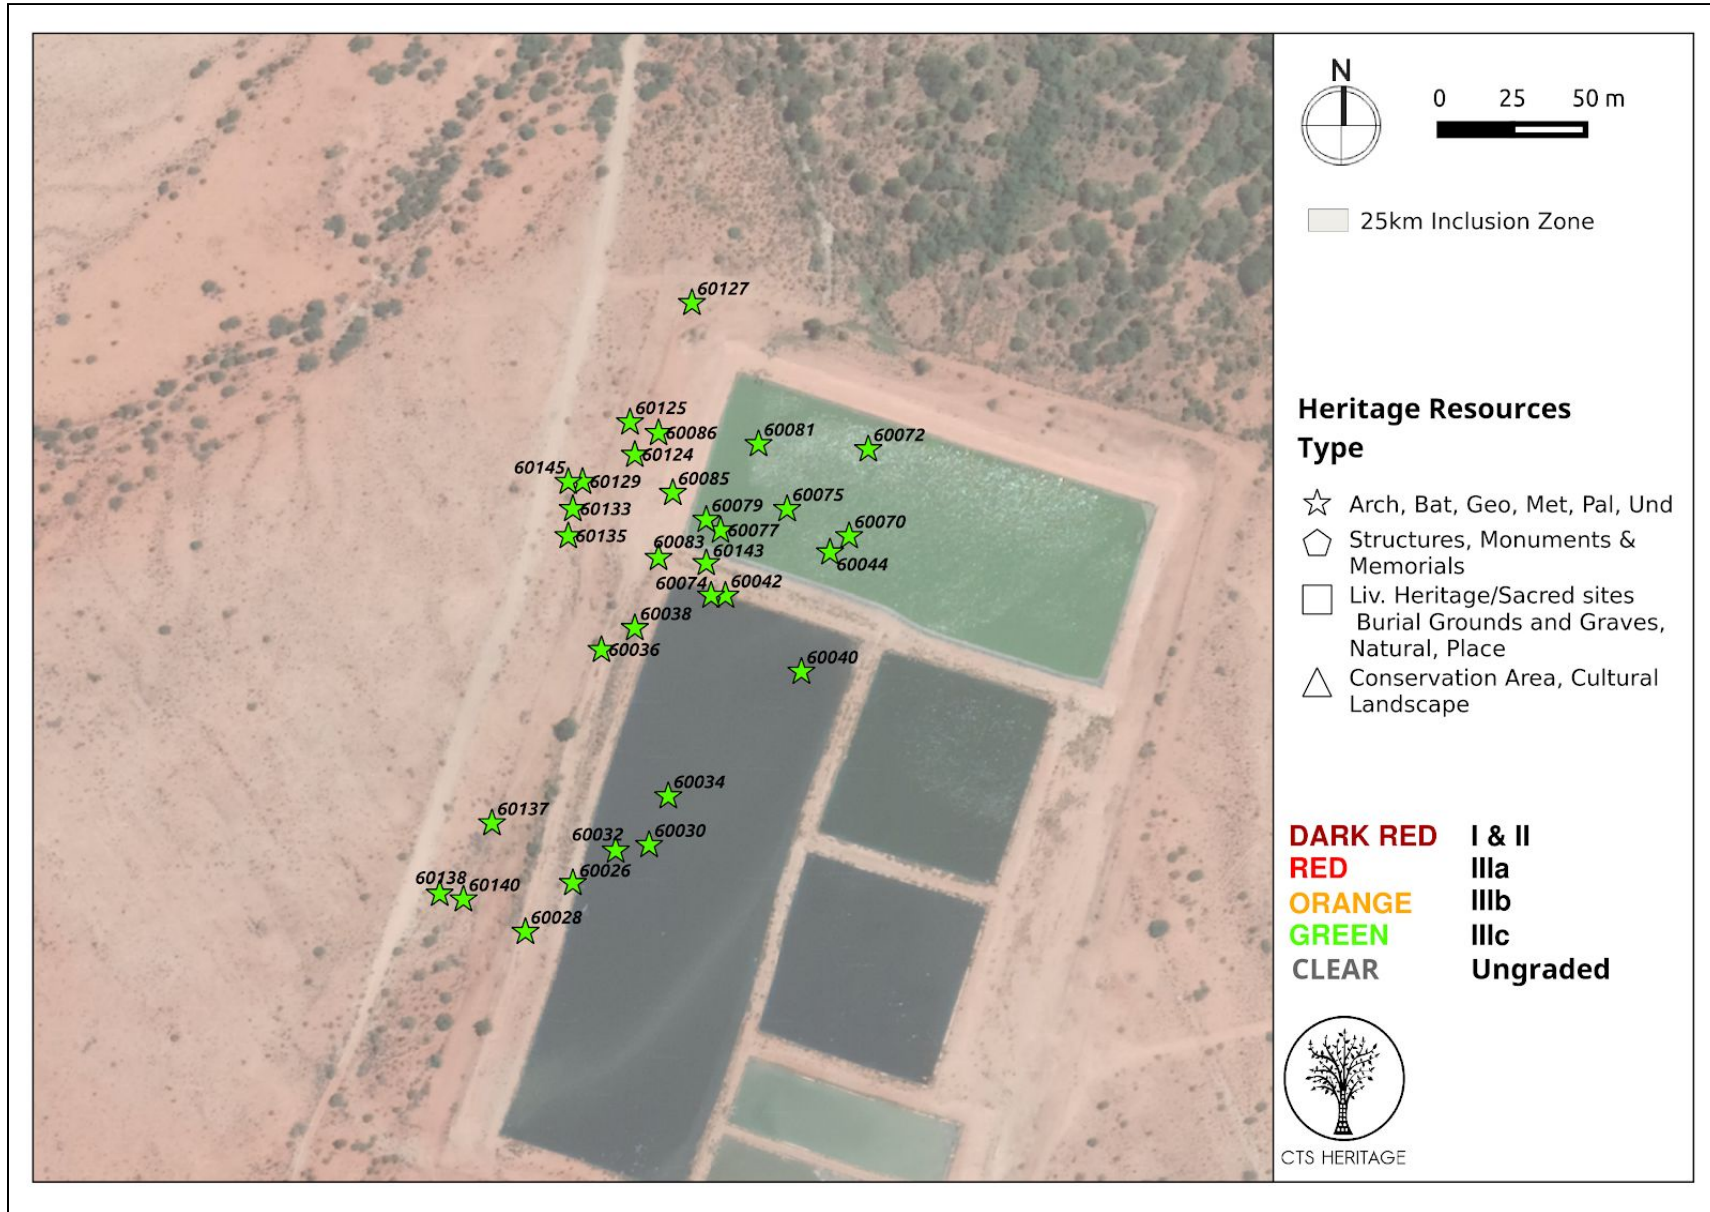 N
0 25 50 m
25km Inclusion Zone
Heritage Resources
Type
Arch, Bat, Geo, Met, Pal, Und
Structures, Monuments &
Memorials
Liv. Heritage/Sacred sites
Burial Grounds and Graves,
Natural, Place
Conservation Area, Cultural
Landscape
DARK RED I & II
RED IIIa
ORANGE IIIb
GREEN IIIc
CLEAR Ungraded
CTS HERITAGE
60127
60125
60086
60081
60072
60124
60145
60129
60085
60133
60079
60075
60135
60077
60070
60083
60143
60044
60074
60042
60038
60036
60040
60034
60137
60032
60030
60026
60138
60140
60028